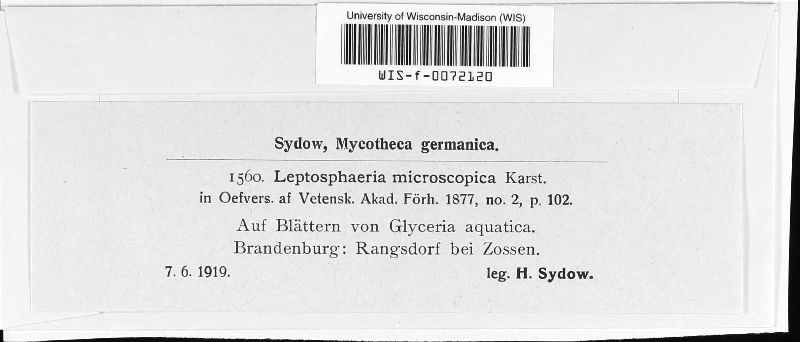 University of Wisconsin-Madison (WIS)
WIS-f-0072120
Sydow, Mycotheca germanica.
1560. Leptosphaeria microscopica Karst.
in Oefvers. af Vetensk. Akad. Förh. 1877, no. 2, p. 102.
Auf Blättern von Glyceria aquatica.
Brandenburg: Rangsdorf bei Zossen.
7. 6. 1919. leg. H. Sydow.